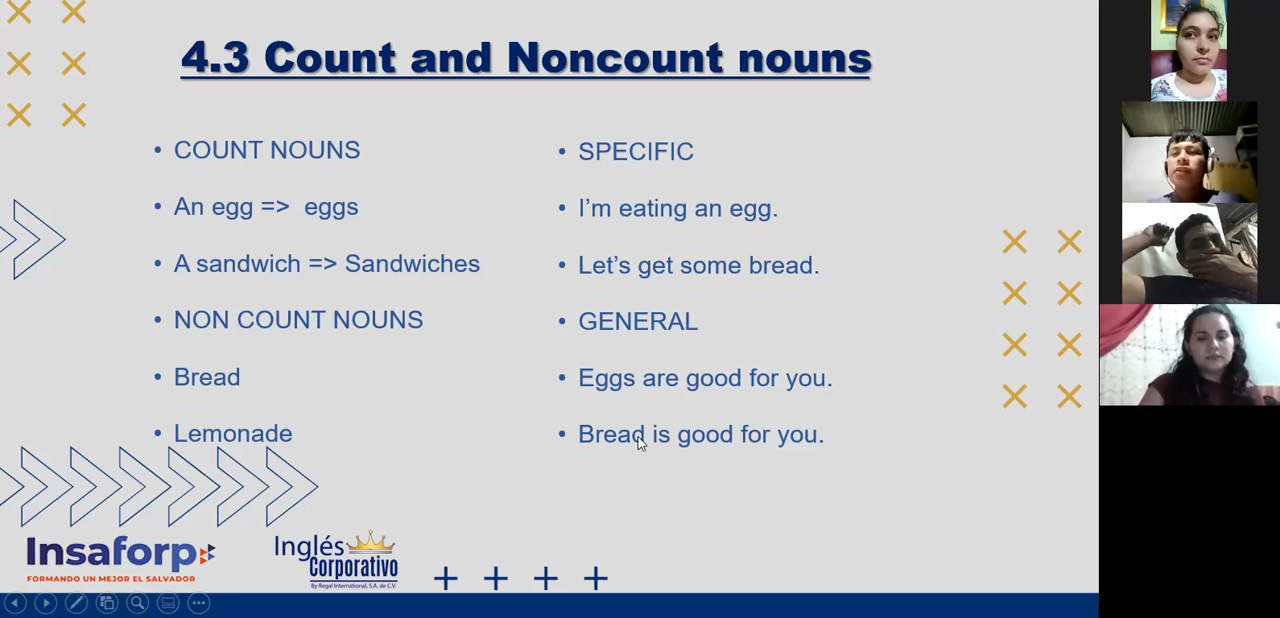 4.3 Count and Noncount nouns
• COUNT NOUNS
• An egg => eggs
• A sandwich => Sandwiches
• NON COUNT NOUNS
• Bread
• Lemonade
• SPECIFIC
• I'm eating an egg.
• Let's get some bread.
• GENERAL
• Eggs are good for you.
• Bread is good for you.
Insaforp
FORMANDO UN MEJOR EL SALVADOR
Inglés
Corporativo
By Regal International, S.A. de C.V.